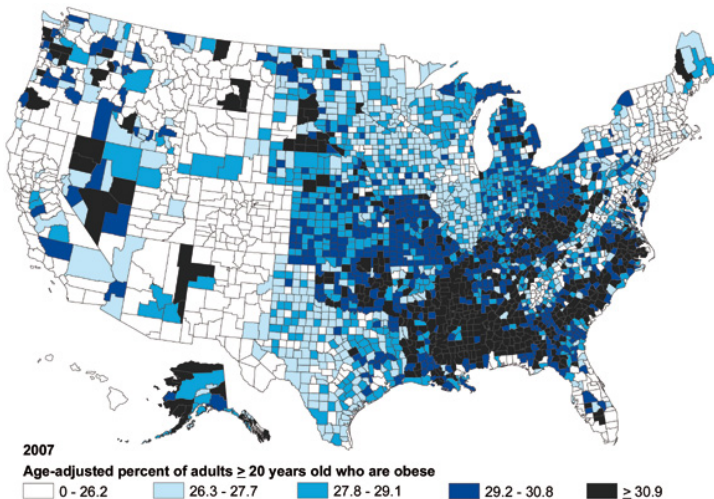 2007
Age-adjusted percent of adults ≥ 20 years old who are obese
0 - 26.2 26.3 - 27.7 27.8 - 29.1 29.2 - 30.8 ≥ 30.9